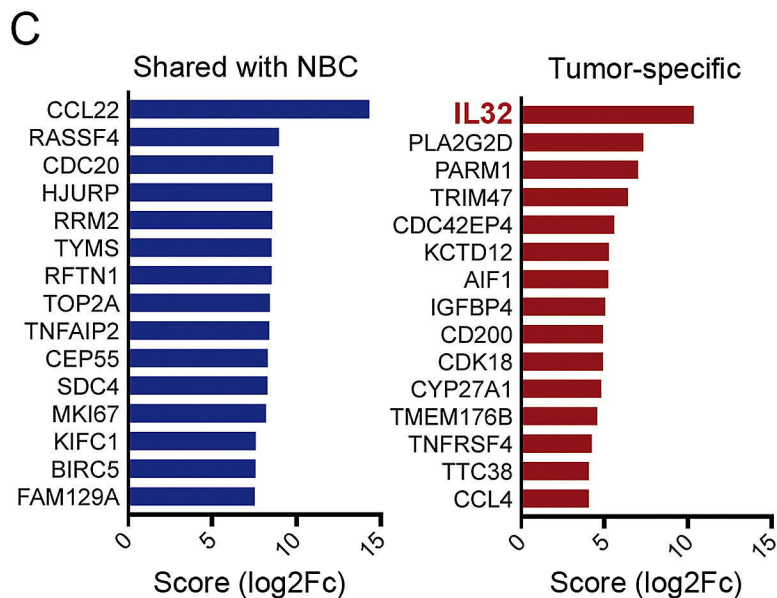 C
Shared with NBC
CCL22
RASSF4
CDC20
HJURP
RRM2
TYMS
RFTN1
TOP2A
TNFAIP2
CEP55
SDC4
MKI67
KIFC1
BIRC5
FAM129A
0 5 10 15
Score (log2Fc)
Tumor-specific
IL32
PLA2G2D
PARM1
TRIM47
CDC42EP4
KCTD12
AIF1
IGFBP4
CD200
CDK18
CYP27A1
TMEM176B
TNFRSF4
TTC38
CCL4
0 5 10 15
Score (log2Fc)